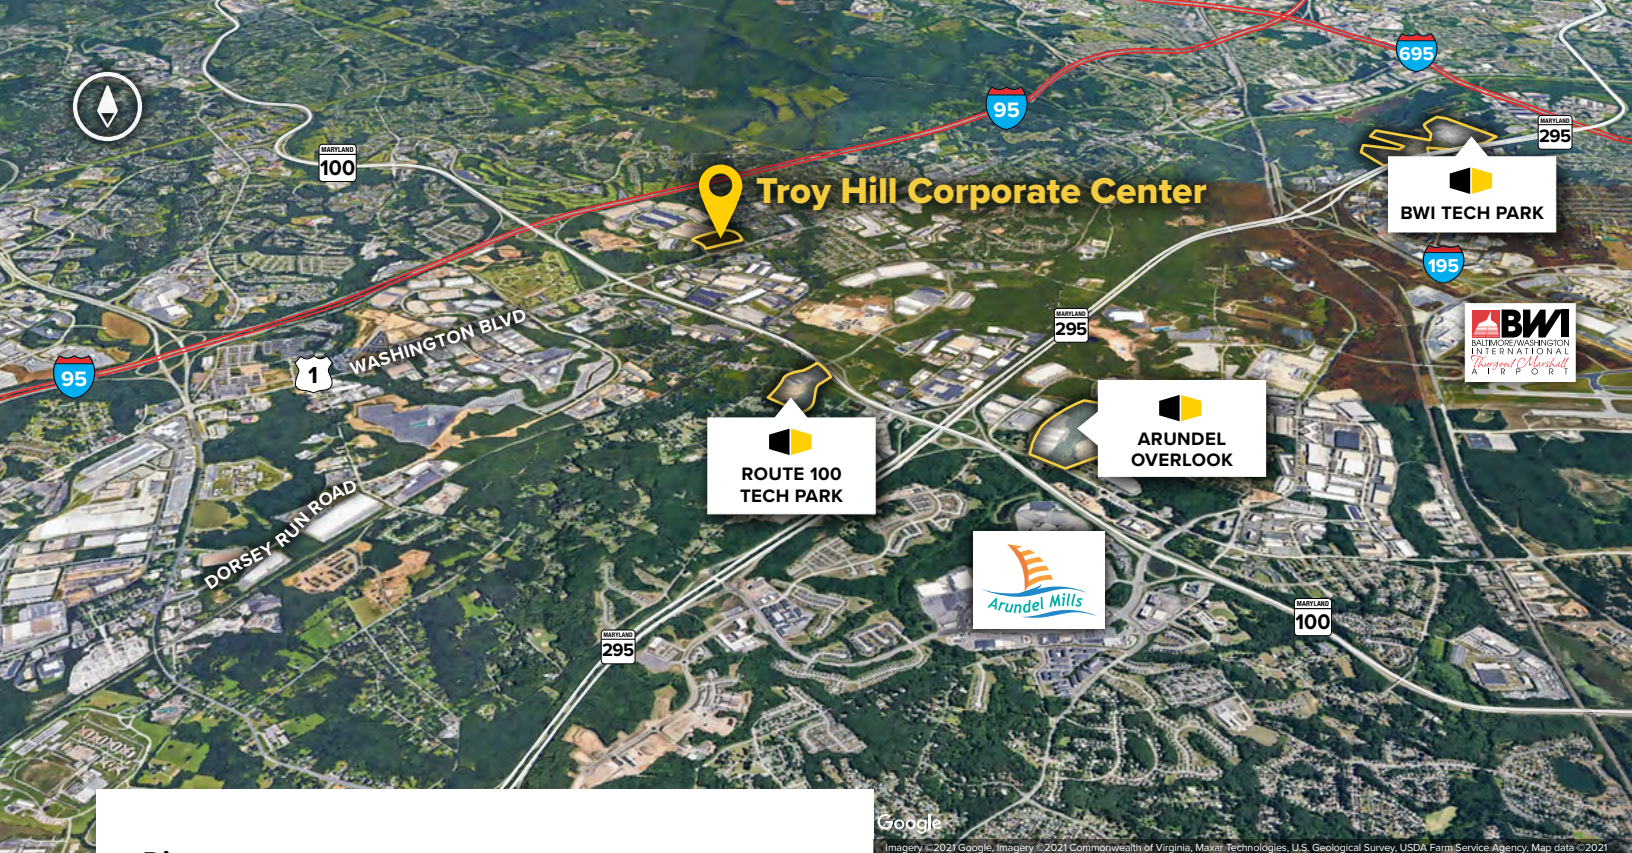 695
95
MARYLAND
295
MARYLAND
100
Troy Hill Corporate Center
BWI TECH PARK
195
BWI
BALTIMORE/WASHINGTON
INTERNATIONAL
Thurgood Marshall
AIRPORT
MARYLAND
295
WASHINGTON BLVD
95
1
ARUNDEL
OVERLOOK
ROUTE 100
TECH PARK
DORSEY RUN ROAD
Arundel Mills
MARYLAND
100
MARYLAND
295
Google
Imagery ©2021 Google, Imagery ©2021 Commonwealth of Virginia, Maxar Technologies, U.S. Geological Survey, USDA Farm Service Agency, Map data ©2021